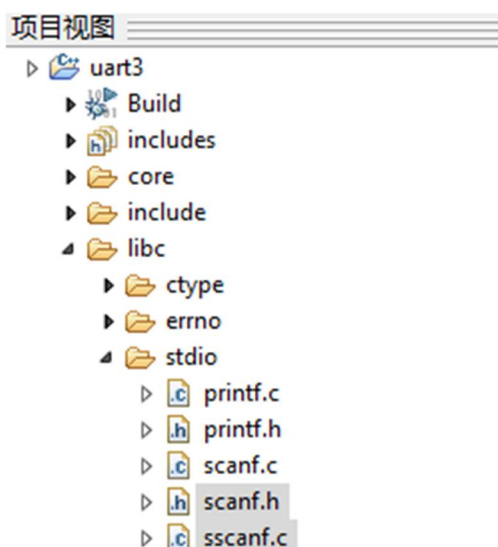 项目视图
uart3
Build
includes
core
include
libc
ctype
errno
stdio
printf.c
printf.h
scanf.c
scanf.h
sscanf.c